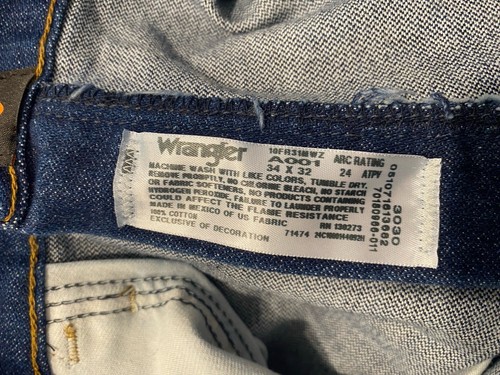 Wrangler
10FR31MWZ
A001 ARC RATING
34 X 32 24 ATPV
MACHINE WASH WITH LIKE COLORS, TUMBLE DRY,
REMOVE PROMPTLY, NO CHLORINE BLEACH, NO STARCH
OR FABRIC SOFTENERS, NO PRODUCTS CONTAINING
HYDROGEN PEROXIDE, FAILURE TO LAUNDER PROPERLY
COULD AFFECT THE FLAME RESISTANCE
MADE IN MEXICO OF US FABRIC RN 130273
100% COTTON
EXCLUSIVE OF DECORATION 71474
3030